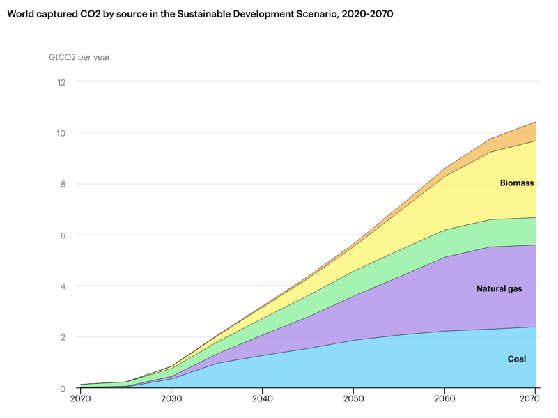 World captured CO2 by source in the Sustainable Development Scenario, 2020-2070
GtCO2 per year
12
10
8
Biomass
6
4
Natural gas
2
Coal
0
2020 2030 2040 2050 2060 2070